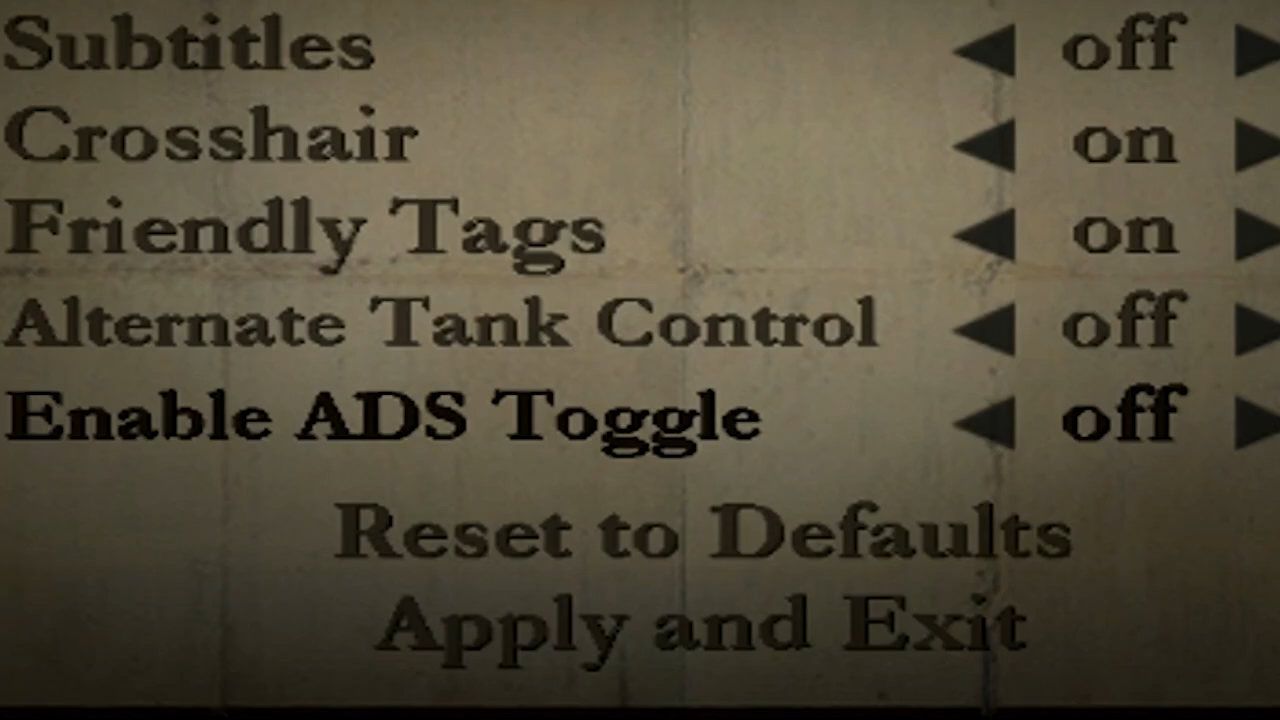 Subtitles off
Crosshair on
Friendly Tags on
Alternate Tank Control off
Enable ADS Toggle off
Reset to Defaults
Apply and Exit